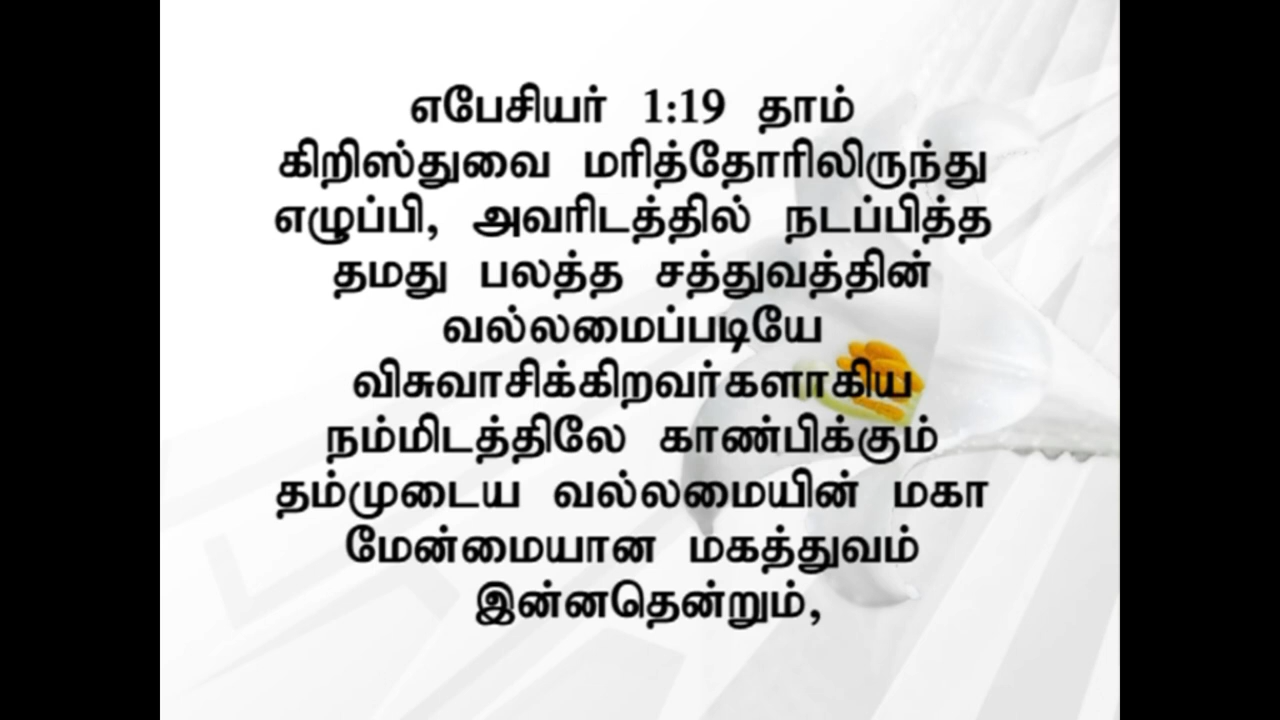 எபேசியர் 1:19 தாம்
கிறிஸ்துவை மரித்தோரிலிருந்து
எழுப்பி, அவரிடத்தில் நடப்பித்த
தமது பலத்த சத்துவத்தின்
வல்லமைப்படியே
விசுவாசிக்கிறவர்களாகிய
நம்மிடத்திலே காண்பிக்கும்
தம்முடைய வல்லமையின் மகா
மேன்மையான மகத்துவம்
இன்னதென்றும்,